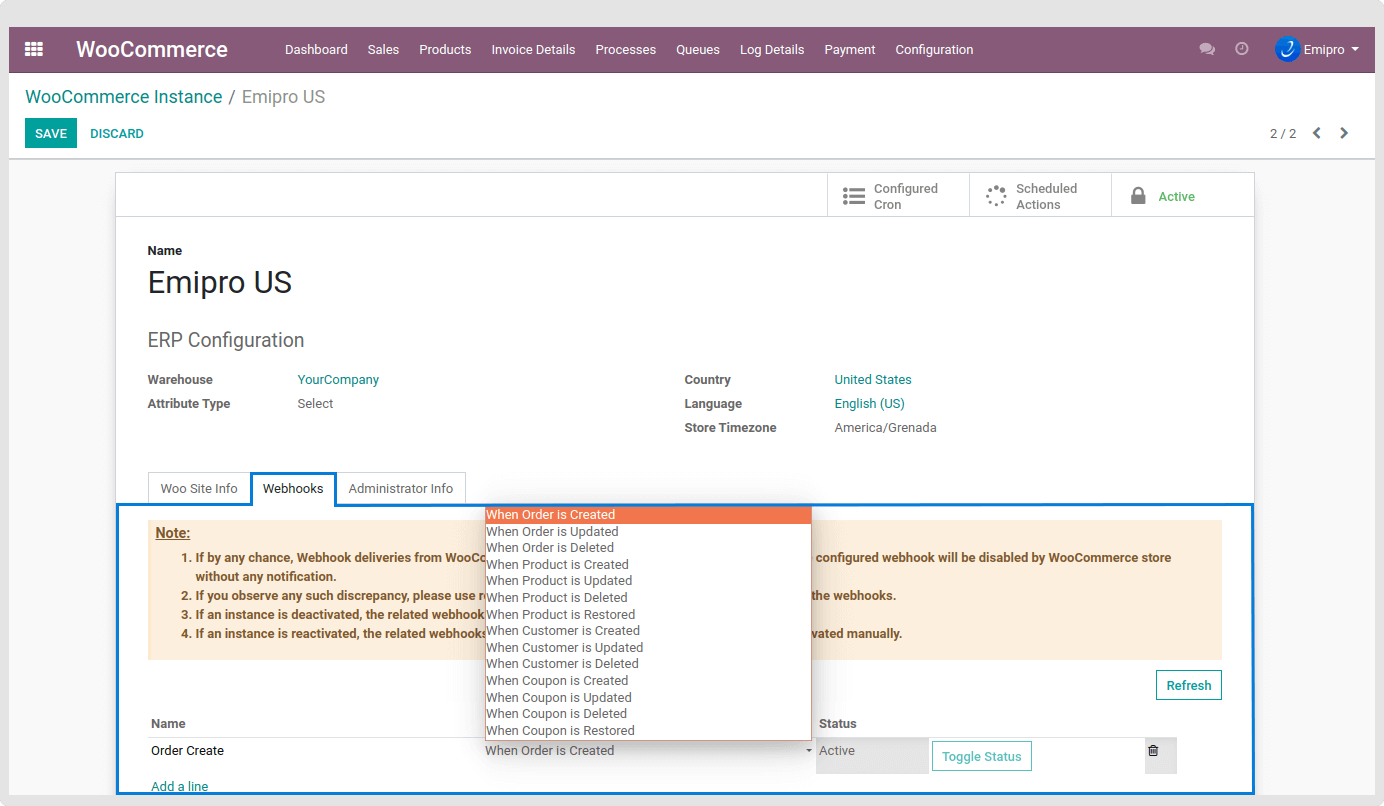 WooCommerce Dashboard Sales Products Invoice Details Processes Queues Log Details Payment Configuration Emipro
WooCommerce Instance / Emipro US
SAVE DISCARD 2 / 2
Configured Cron
Scheduled Actions
Active
Name
Emipro US
ERP Configuration
Warehouse YourCompany
Attribute Type Select
Country United States
Language English (US)
Store Timezone America/Grenada
Woo Site Info Webhooks Administrator Info
Note:
1. If by any chance, Webhook deliveries from configured webhook will be disabled by WooCommerce store
without any notification.
2. If you observe any such discrepancy, please use the webhooks.
3. If an instance is deactivated, the related webhook
4. If an instance is reactivated, the related webhooks manually.
When Order is Created
When Order is Updated
When Order is Deleted
When Product is Created
When Product is Updated
When Product is Deleted
When Product is Restored
When Customer is Created
When Customer is Updated
When Customer is Deleted
When Coupon is Created
When Coupon is Updated
When Coupon is Deleted
When Coupon is Restored
Refresh
Name Status
Order Create When Order is Created Active Toggle Status
Add a line